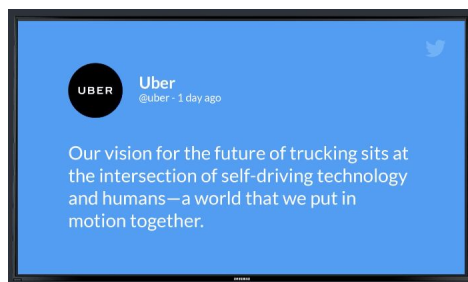 UBER
Uber
@uber - 1 day ago
Our vision for the future of trucking sits at
the intersection of self-driving technology
and humans—a world that we put in
motion together.